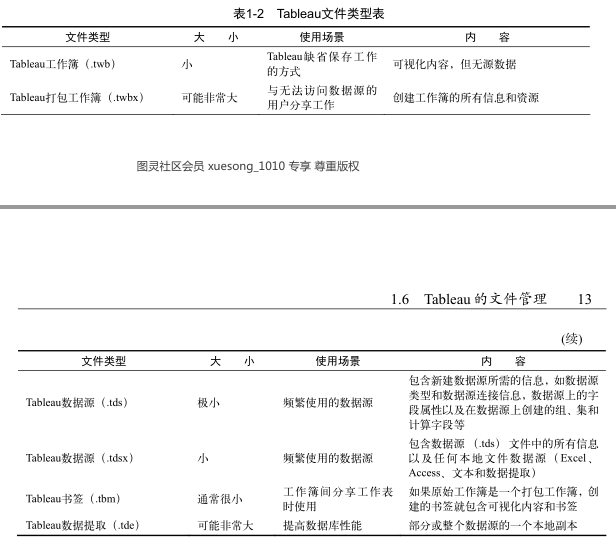 表1-2 Tableau文件类型表
文件类型 大 小 使用场景 内 容
Tableau工作簿（.twb） 小 Tableau缺省保存工作的方式 可视化内容，但无源数据
Tableau打包工作簿（.twbx） 可能非常大 与无法访问数据源的用户分享工作 创建工作簿的所有信息和资源
图灵社区会员 xuesong_1010 专享 尊重版权
1.6 Tableau 的文件管理 13
(续)
文件类型 大 小 使用场景 内 容
Tableau数据源（.tds） 极小 频繁使用的数据源 包含新建数据源所需的信息，如数据源类型和数据源连接信息，数据源上的字段属性以及在数据源上创建的组、集和计算字段等
Tableau数据源（.tdsx） 小 频繁使用的数据源 包含数据源（.tds）文件中的所有信息以及任何本地文件数据源（Excel、Access、文本和数据提取）
Tableau书签（.tbm） 通常很小 工作簿间分享工作表时使用 如果原始工作簿是一个打包工作簿，创建的书签就包含可视化内容和书签
Tableau数据提取（.tde） 可能非常大 提高数据库性能 部分或整个数据源的一个本地副本